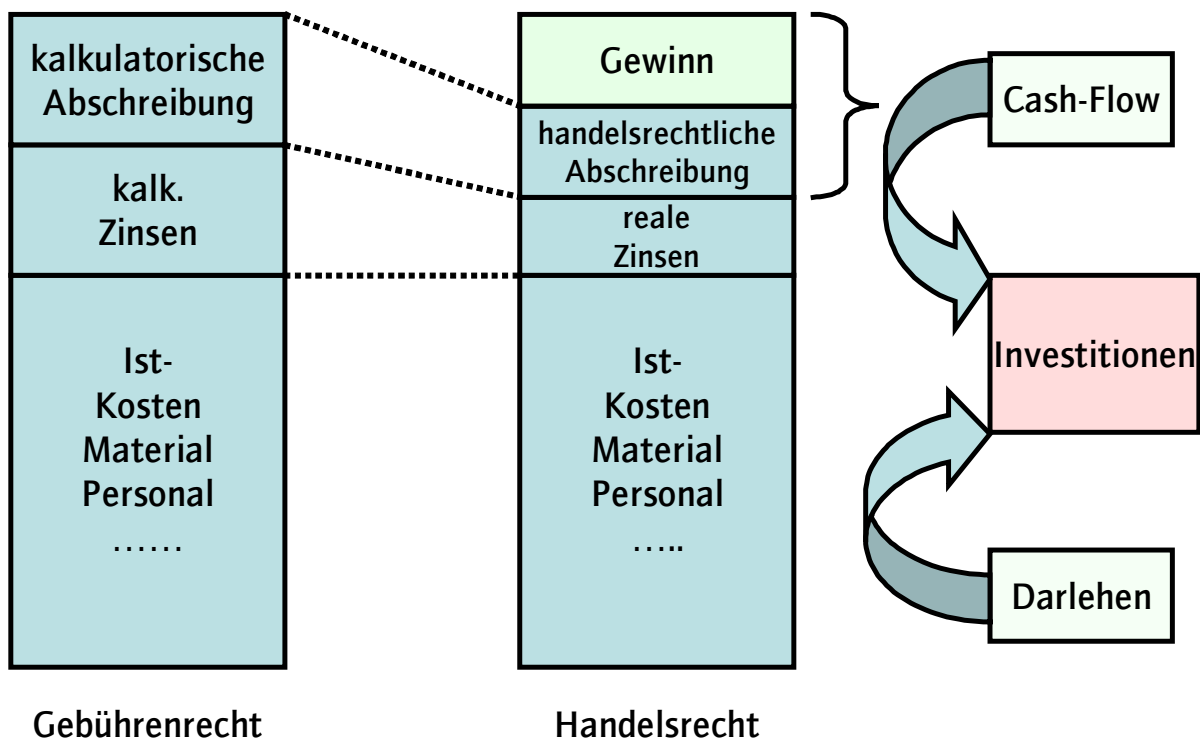 kalkulatorische
Abschreibung
kalk.
Zinsen
Ist-
Kosten
Material
Personal
……
Gebührenrecht
Gewinn
handelsrechtliche
Abschreibung
reale
Zinsen
Ist-
Kosten
Material
Personal
…..
Handelsrecht
Cash-Flow
Investitionen
Darlehen